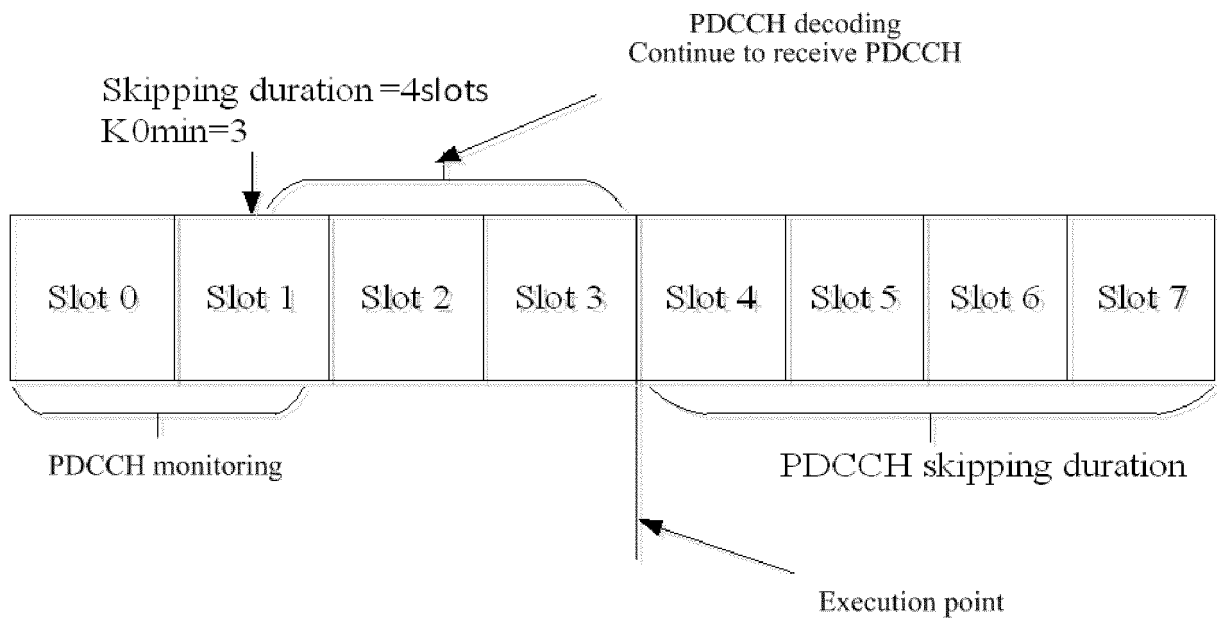 PDCCH decoding
Continue to receive PDCCH
Skipping duration =4slots
K0min=3
Slot 0
Slot 1
Slot 2
Slot 3
Slot 4
Slot 5
Slot 6
Slot 7
PDCCH monitoring
PDCCH skipping duration
Execution point